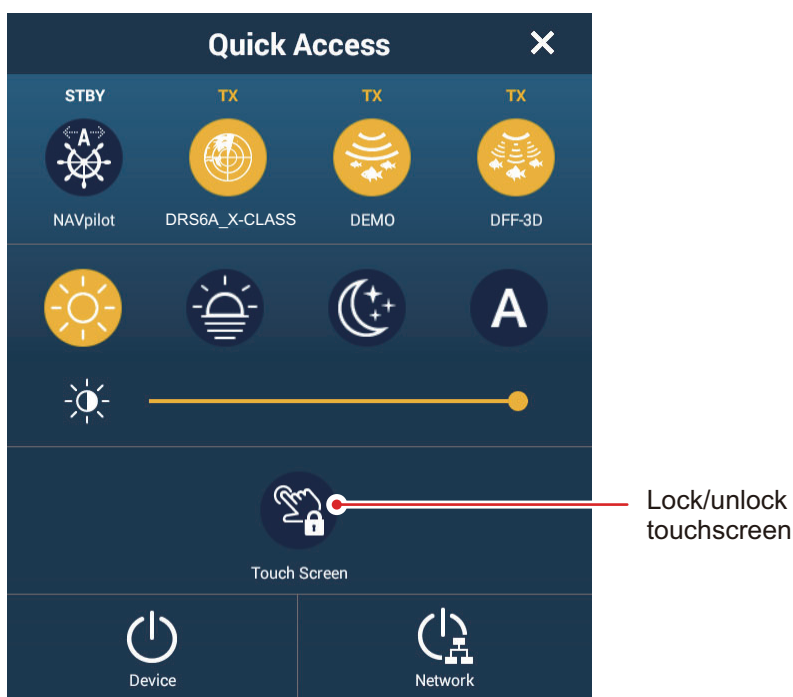 Quick Access
STBY TX TX TX
A
NAVpilot DRS6A_X-CLASS DEMO DFF-3D
A
Touch Screen
Lock/unlock
touchscreen
Device Network